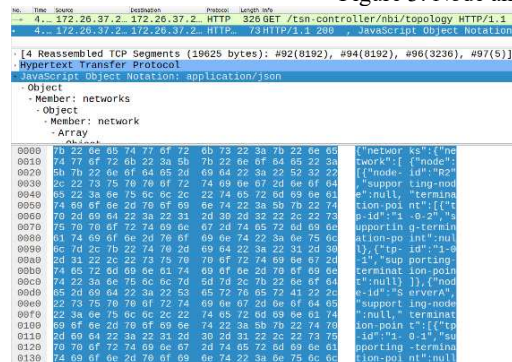 Figure 3. Node an
No. Time Source Destination Protocol Length Info
4... 172.26.37.2… 172.26.37.2… HTTP 326 GET /tsn-controller/nbi/topology HTTP/1.1
4... 172.26.37.2… 172.26.37.2… HTTP… 73 HTTP/1.1 200 , JavaScript Object Notation
[4 Reassembled TCP Segments (19625 bytes): #92(8192), #94(8192), #96(3236), #97(5)]
Hypertext Transfer Protocol
JavaScript Object Notation: application/json
Object
Member: networks
Object
Member: network
Array
Object
0000 7b 22 6e 65 74 77 6f 72 6b 73 22 3a 7b 22 6e 65 {"networ ks":{"ne
0010 74 77 6f 72 6b 22 3a 5b 7b 22 6e 6f 64 65 22 3a twork":[ {"node":
0020 5b 7b 22 6e 6f 64 65 2d 69 64 22 3a 22 52 32 22 [{"node- id":"R2"
0030 2c 22 73 75 70 70 6f 72 74 69 6e 67 2d 6e 6f 64 ,"suppor ting-nod
0040 65 22 3a 6e 75 6c 6c 2c 22 74 65 72 6d 69 6e 61 e":null, "termina
0050 74 69 6f 6e 2d 70 6f 69 6e 74 22 3a 5b 7b 22 74 tion-poi nt":[{"t
0060 70 2d 69 64 22 3a 22 31 2d 30 2d 32 22 2c 22 73 p-id":"1 -0-2","s
0070 75 70 70 6f 72 74 69 6e 67 2d 74 65 72 6d 69 6e upportin g-termin
0080 61 74 69 6f 6e 2d 70 6f 69 6e 74 22 3a 6e 75 6c ation-po int":nul
0090 6c 7d 2c 7b 22 74 70 2d 69 64 22 3a 22 31 2d 30 l},{"tp- id":"1-0
00a0 2d 31 22 2c 22 73 75 70 70 6f 72 74 69 6e 67 2d -1","sup porting-
00b0 74 65 72 6d 69 6e 61 74 69 6f 6e 2d 70 6f 69 6e terminat ion-poin
00c0 74 22 3a 6e 75 6c 6c 7d 5d 7d 2c 7b 22 6e 6f 64 t":null} ]},{"nod
00d0 65 2d 69 64 22 3a 22 53 65 72 76 65 72 41 22 2c e-id":"S erverA",
00e0 22 73 75 70 70 6f 72 74 69 6e 67 2d 6e 6f 64 65 "support ing-node
00f0 22 3a 6e 75 6c 6c 2c 22 74 65 72 6d 69 6e 61 74 ":null," terminat
0100 69 6f 6e 2d 70 6f 69 6e 74 22 3a 5b 7b 22 74 70 ion-poin t":[{"tp
0110 2d 69 64 22 3a 22 31 2d 30 2d 31 22 2c 22 73 75 -id":"1- 0-1","su
0120 70 70 6f 72 74 69 6e 67 2d 74 65 72 6d 69 6e 61 pporting -termina
0130 74 69 6f 6e 2d 70 6f 69 6e 74 22 3a 6e 75 6c 6c tion-poi nt":null